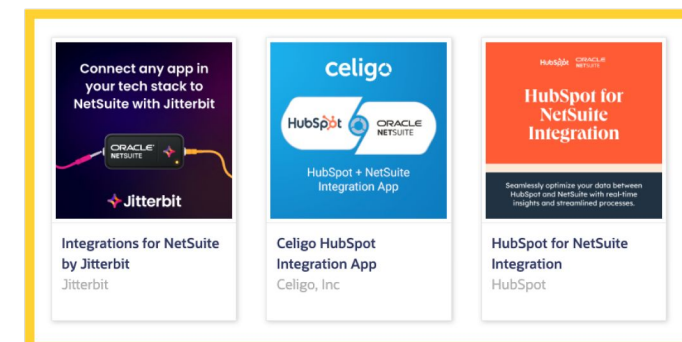 Connect any app in
your tech stack to
NetSuite with Jitterbit
ORACLE
NETSUITE
Jitterbit
Integrations for NetSuite
by Jitterbit
Jitterbit
celigo
HubSpot
ORACLE
NETSUITE
HubSpot + NetSuite
Integration App
Celigo HubSpot
Integration App
Celigo, Inc
HubSpot ORACLE
NETSUITE
HubSpot for
NetSuite
Integration
Seamlessly optimize your data between
HubSpot and NetSuite with real-time
insights and streamlined processes.
HubSpot for NetSuite
Integration
HubSpot